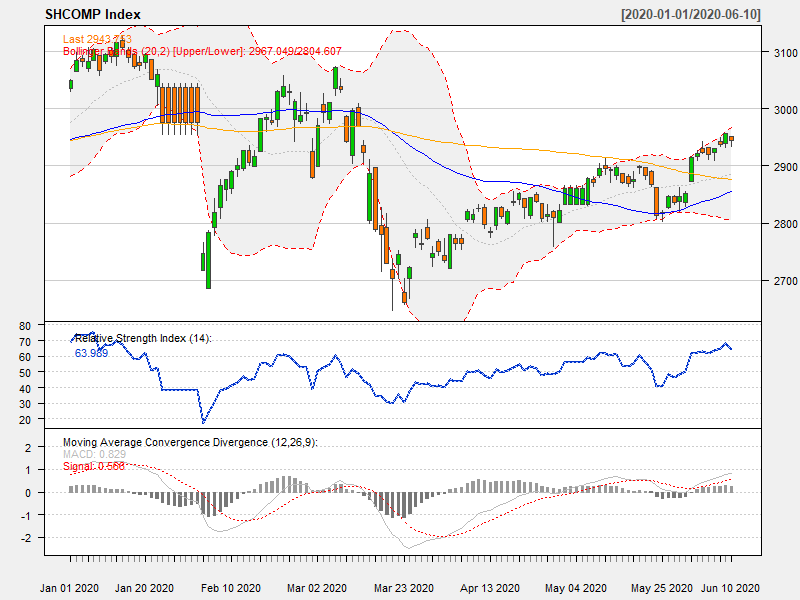 SHCOMP Index [2020-01-01/2020-06-10]
Last 2943.753
Bollinger Bands (20,2) [Upper/Lower]: 2967.049/2804.607
3100
3000
2900
2800
2700
Relative Strength Index (14):
63.989
80
70
60
50
40
30
20
Moving Average Convergence Divergence (12,26,9):
MACD: 0.829
Signal: 0.568
2
1
0
-1
-2
Jan 01 2020 Jan 20 2020 Feb 10 2020 Mar 02 2020 Mar 23 2020 Apr 13 2020 May 04 2020 May 25 2020 Jun 10 2020